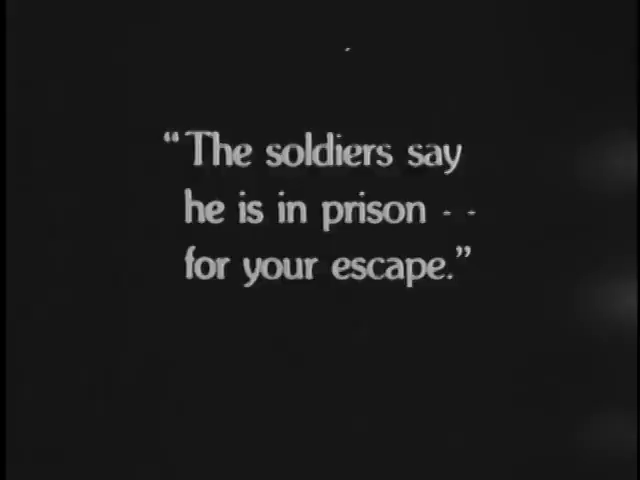 “The soldiers say
he is in prison - -
for your escape.”